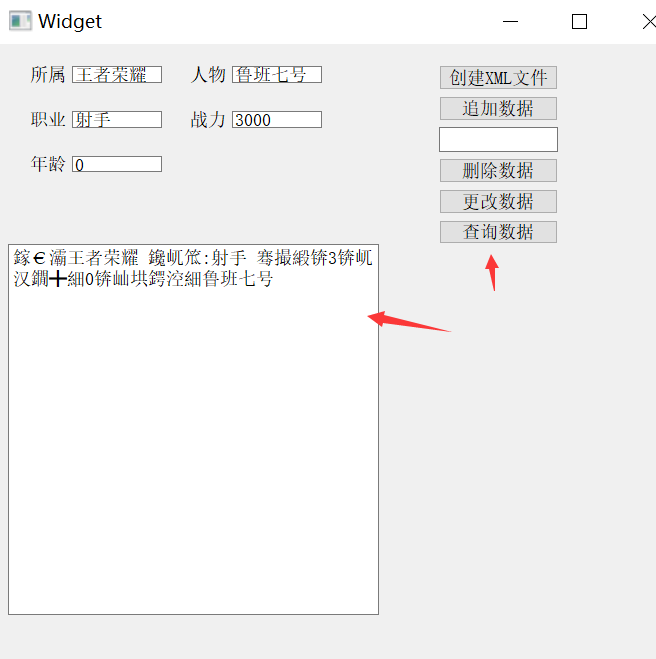 Widget
所属 王者荣耀 人物 鲁班七号
创建XML文件
追加数据
职业 射手 战力 3000
年龄 0
删除数据
更改数据
查询数据
鎵€灞王者荣耀 鑱屼笟:射手 骞撮緞锛3锛屼
汉鐗╋細0锛屾垬鍔涳細鲁班七号